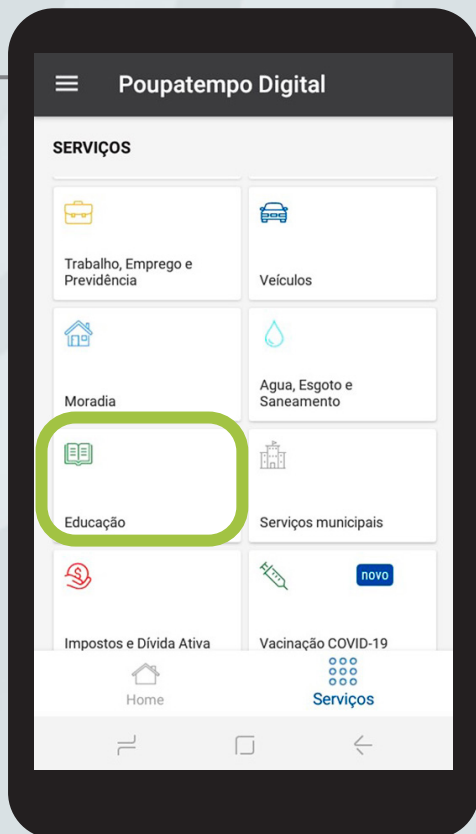 Poupatempo Digital
SERVIÇOS
Trabalho, Emprego e
Previdência
Veículos
Moradia
Agua, Esgoto e
Saneamento
Educação
Serviços municipais
novo
Impostos e Dívida Ativa
Vacinação COVID-19
Home
Serviços